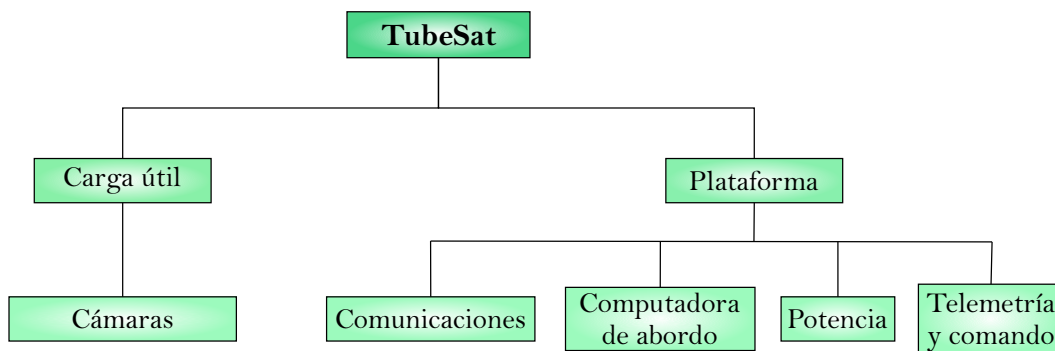 TubeSat
Carga útil
Plataforma
Cámaras
Comunicaciones
Computadora
de abordo
Potencia
Telemetría
y comando